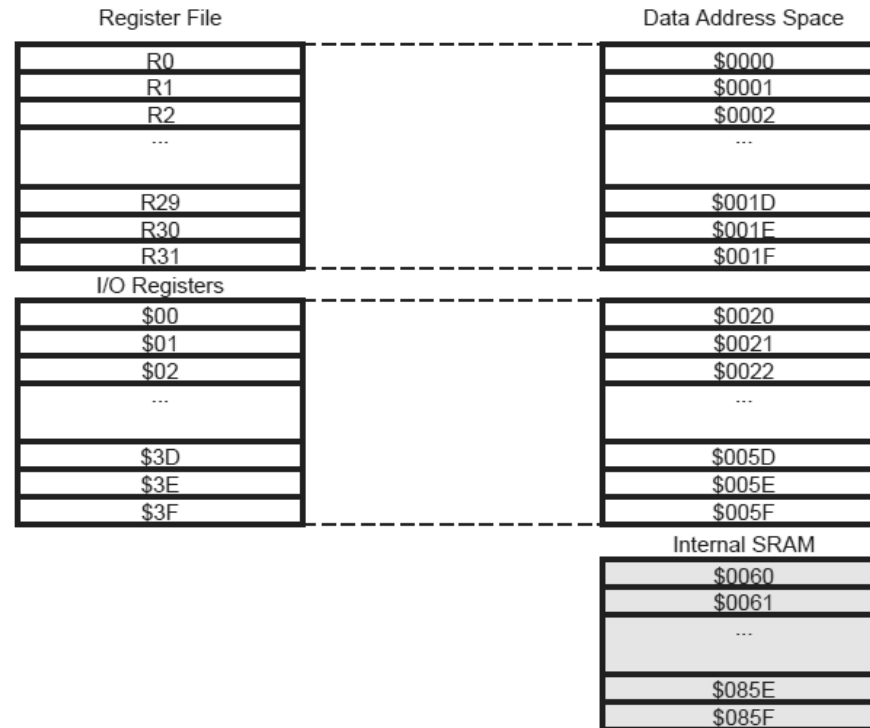 Register File Data Address Space
R0 $0000
R1 $0001
R2 $0002
... ...
R29 $001D
R30 $001E
R31 $001F
I/O Registers
$00 $0020
$01 $0021
$02 $0022
... ...
$3D $005D
$3E $005E
$3F $005F
Internal SRAM
$0060
$0061
...
$085E
$085F